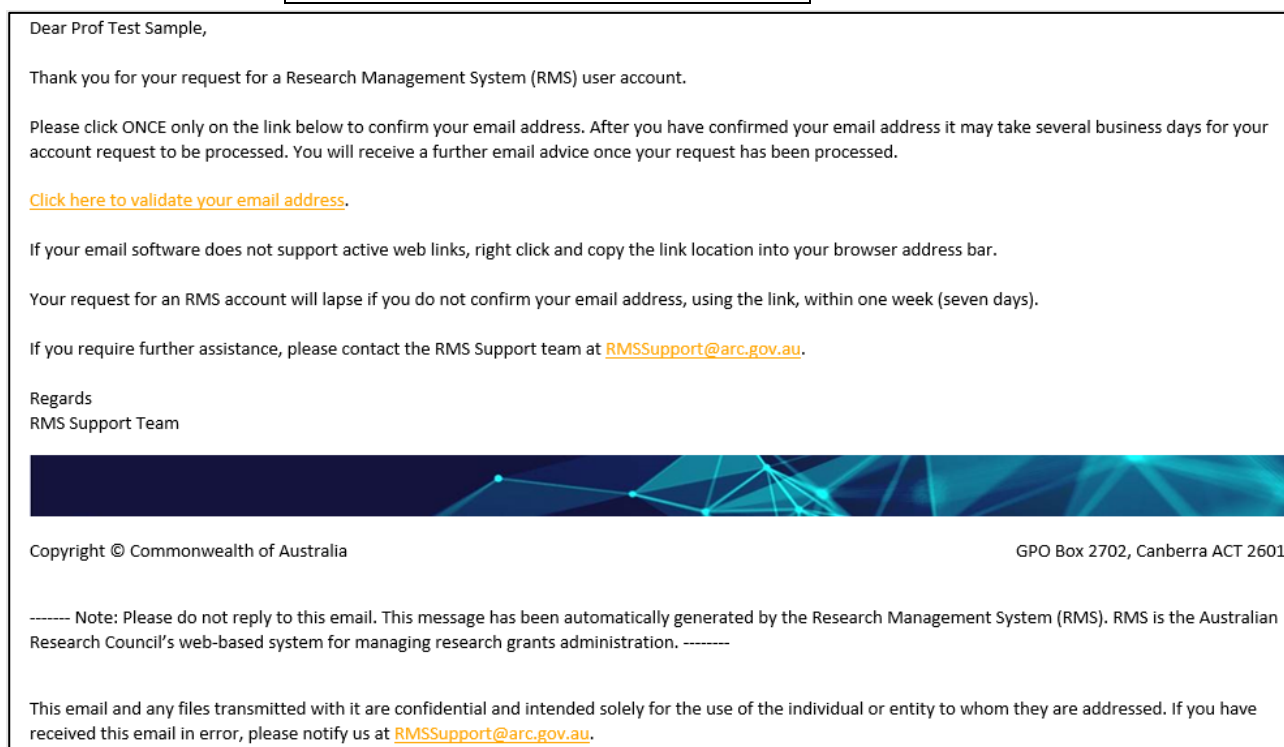 Dear Prof Test Sample,
Thank you for your request for a Research Management System (RMS) user account.
Please click ONCE only on the link below to confirm your email address. After you have confirmed your email address it may take several business days for your
account request to be processed. You will receive a further email advice once your request has been processed.
Click here to validate your email address.
If your email software does not support active web links, right click and copy the link location into your browser address bar.
Your request for an RMS account will lapse if you do not confirm your email address, using the link, within one week (seven days).
If you require further assistance, please contact the RMS Support team at RMSSupport@arc.gov.au.
Regards
RMS Support Team
Copyright © Commonwealth of Australia
GPO Box 2702, Canberra ACT 2601
------- Note: Please do not reply to this email. This message has been automatically generated by the Research Management System (RMS). RMS is the Australian
Research Council's web-based system for managing research grants administration. --------
This email and any files transmitted with it are confidential and intended solely for the use of the individual or entity to whom they are addressed. If you have
received this email in error, please notify us at RMSSupport@arc.gov.au.